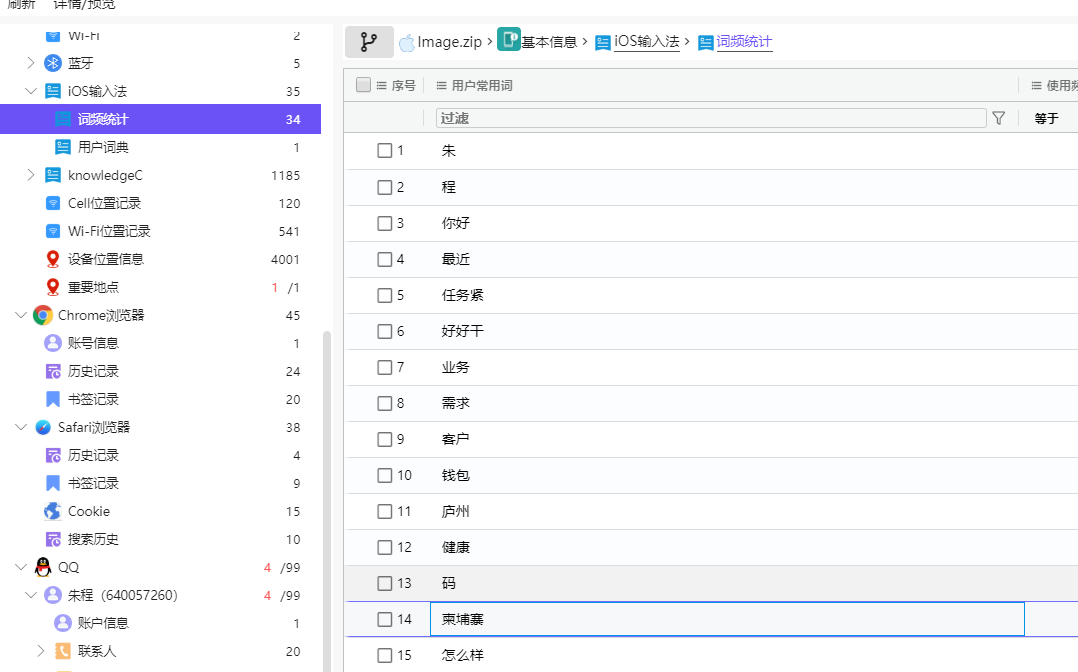 刷新 详情/预览
Wi-Fi 2
蓝牙 5
iOS输入法 35
词频统计 34
用户词典 1
knowledgeC 1185
Cell位置记录 120
Wi-Fi位置记录 541
设备位置信息 4001
重要地点 1 /1
Chrome浏览器 45
账号信息 1
历史记录 24
书签记录 20
Safari浏览器 38
历史记录 4
书签记录 9
Cookie 15
搜索历史 10
QQ 4 /99
朱程（640057260） 4 /99
账户信息 1
联系人 20
Image.zip › 基本信息 › iOS输入法 › 词频统计
序号 用户常用词 使用频
过滤 等于
1 朱
2 程
3 你好
4 最近
5 任务紧
6 好好干
7 业务
8 需求
9 客户
10 钱包
11 庐州
12 健康
13 码
14 柬埔寨
15 怎么样